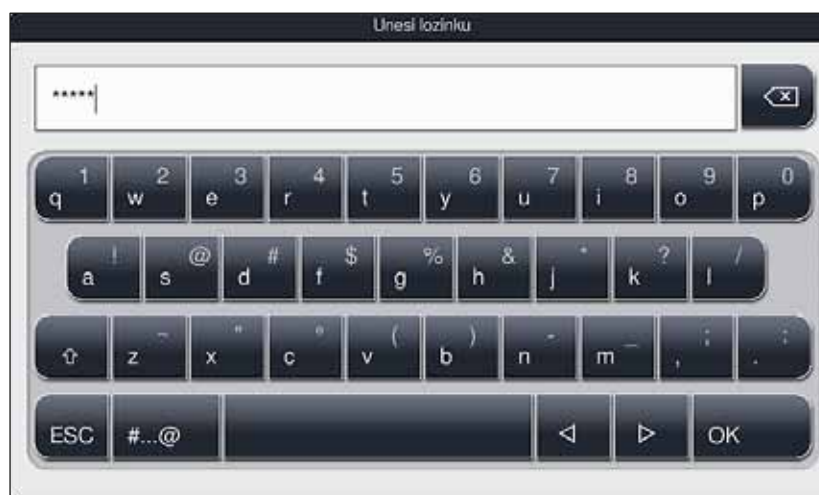 Unesi lozinku
*****
1 2 3 4 5 6 7 8 9 0
q w e r t y u i o p
! @ # $ % & * ? /
a s d f g h j k l
~ " ° ( ) - _ ; :
z x c v b n m , .
ESC #...@ OK